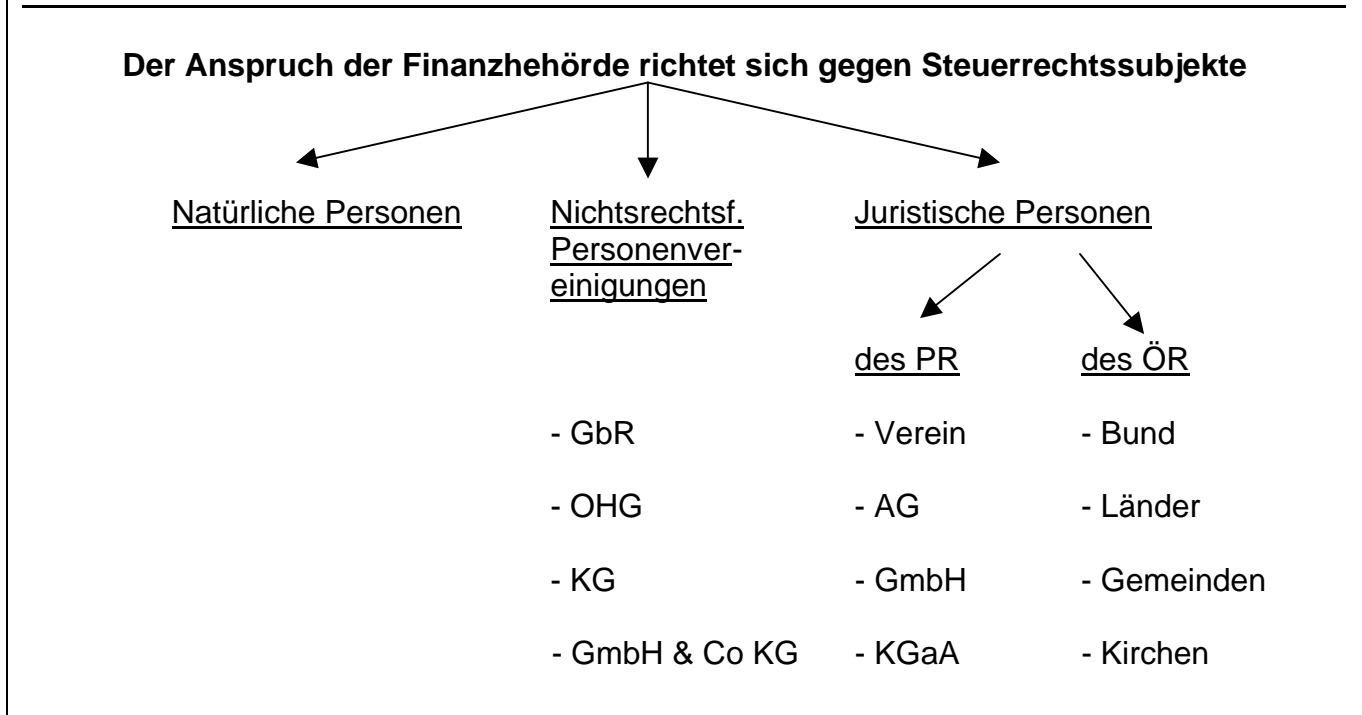 Der Anspruch der Finanzhehörde richtet sich gegen Steuerrechtssubjekte
Natürliche Personen
Nichtsrechtsf.
Personenver-
einigungen
Juristische Personen
des PR
des ÖR
- GbR
- Verein
- Bund
- OHG
- AG
- Länder
- KG
- GmbH
- Gemeinden
- GmbH & Co KG
- KGaA
- Kirchen